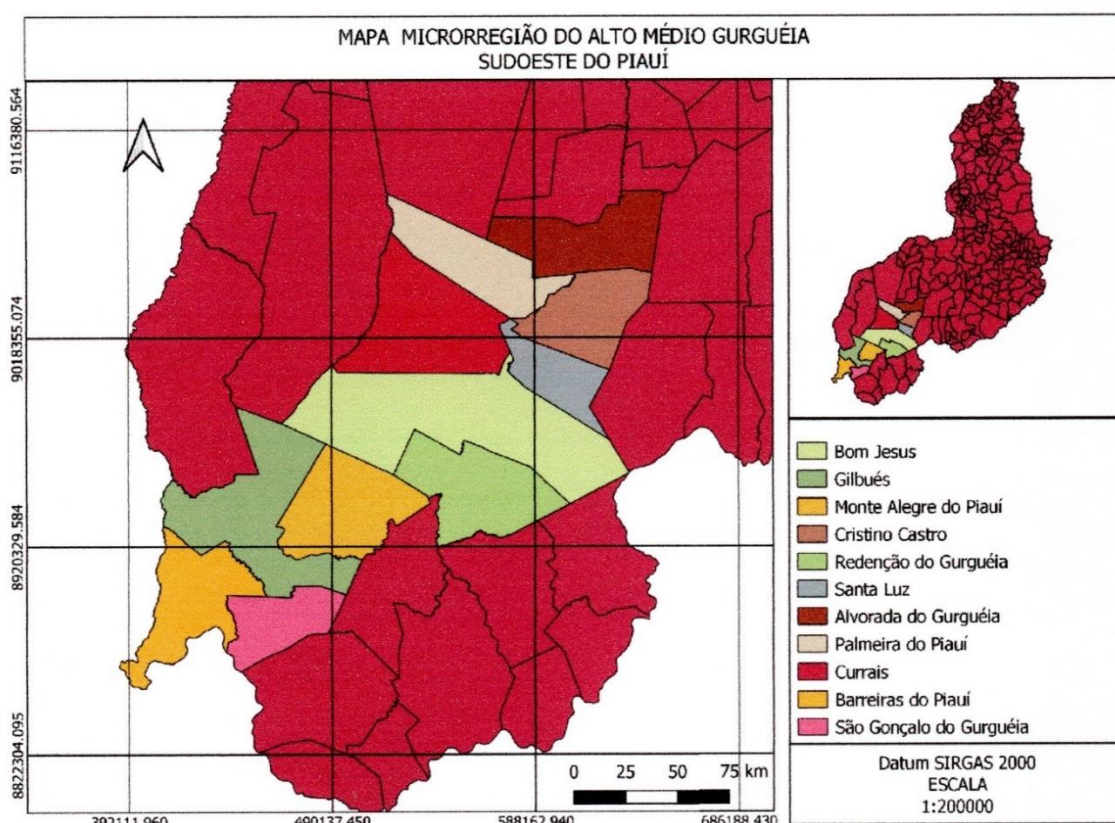 MAPA MICRORREGIÃO DO ALTO MÉDIO GURGUÉIA
SUDOESTE DO PIAUÍ
9116380.564
9018355.074
8920329.584
8822304.095
0 25 50 75 km
392111.960 490137.450 588162.940 686188.430
Bom Jesus
Gilbués
Monte Alegre do Piauí
Cristino Castro
Redenção do Gurguéia
Santa Luz
Alvorada do Gurguéia
Palmeira do Piauí
Currais
Barreiras do Piauí
São Gonçalo do Gurguéia
Datum SIRGAS 2000
ESCALA
1:200000